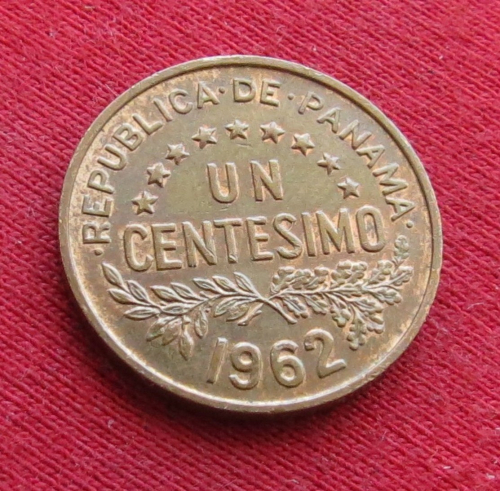 ·REPUBLICA·DE·PANAMA·
UN
CENTESIMO
1962